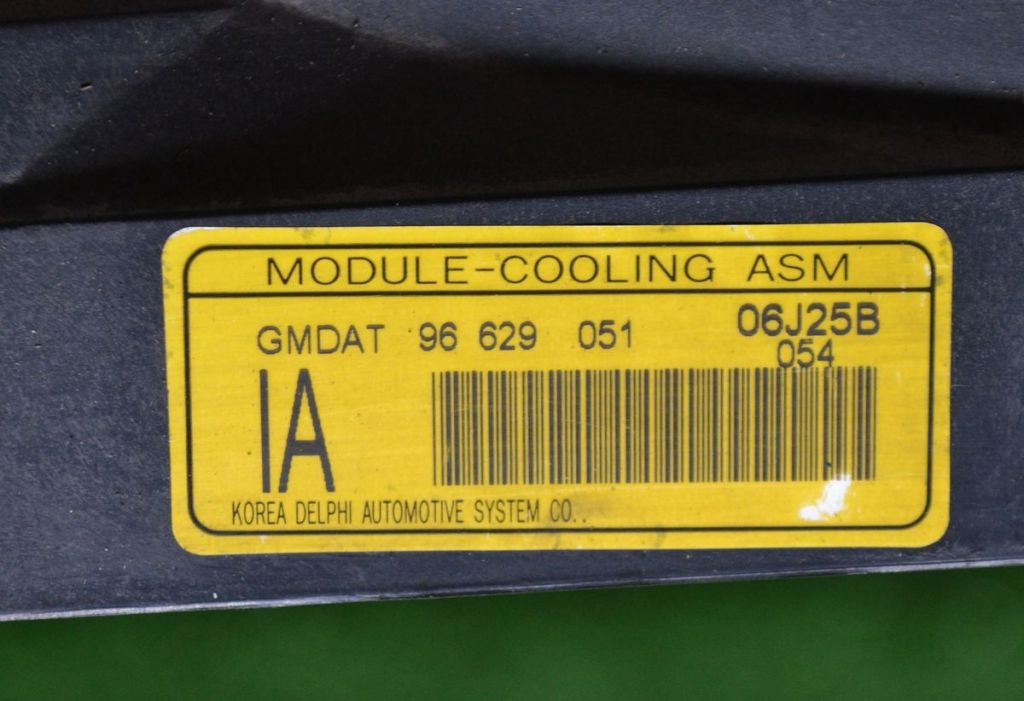 MODULE-COOLING ASM
GMDAT 96 629 051 06J25B
054
IA
KOREA DELPHI AUTOMOTIVE SYSTEM CO..